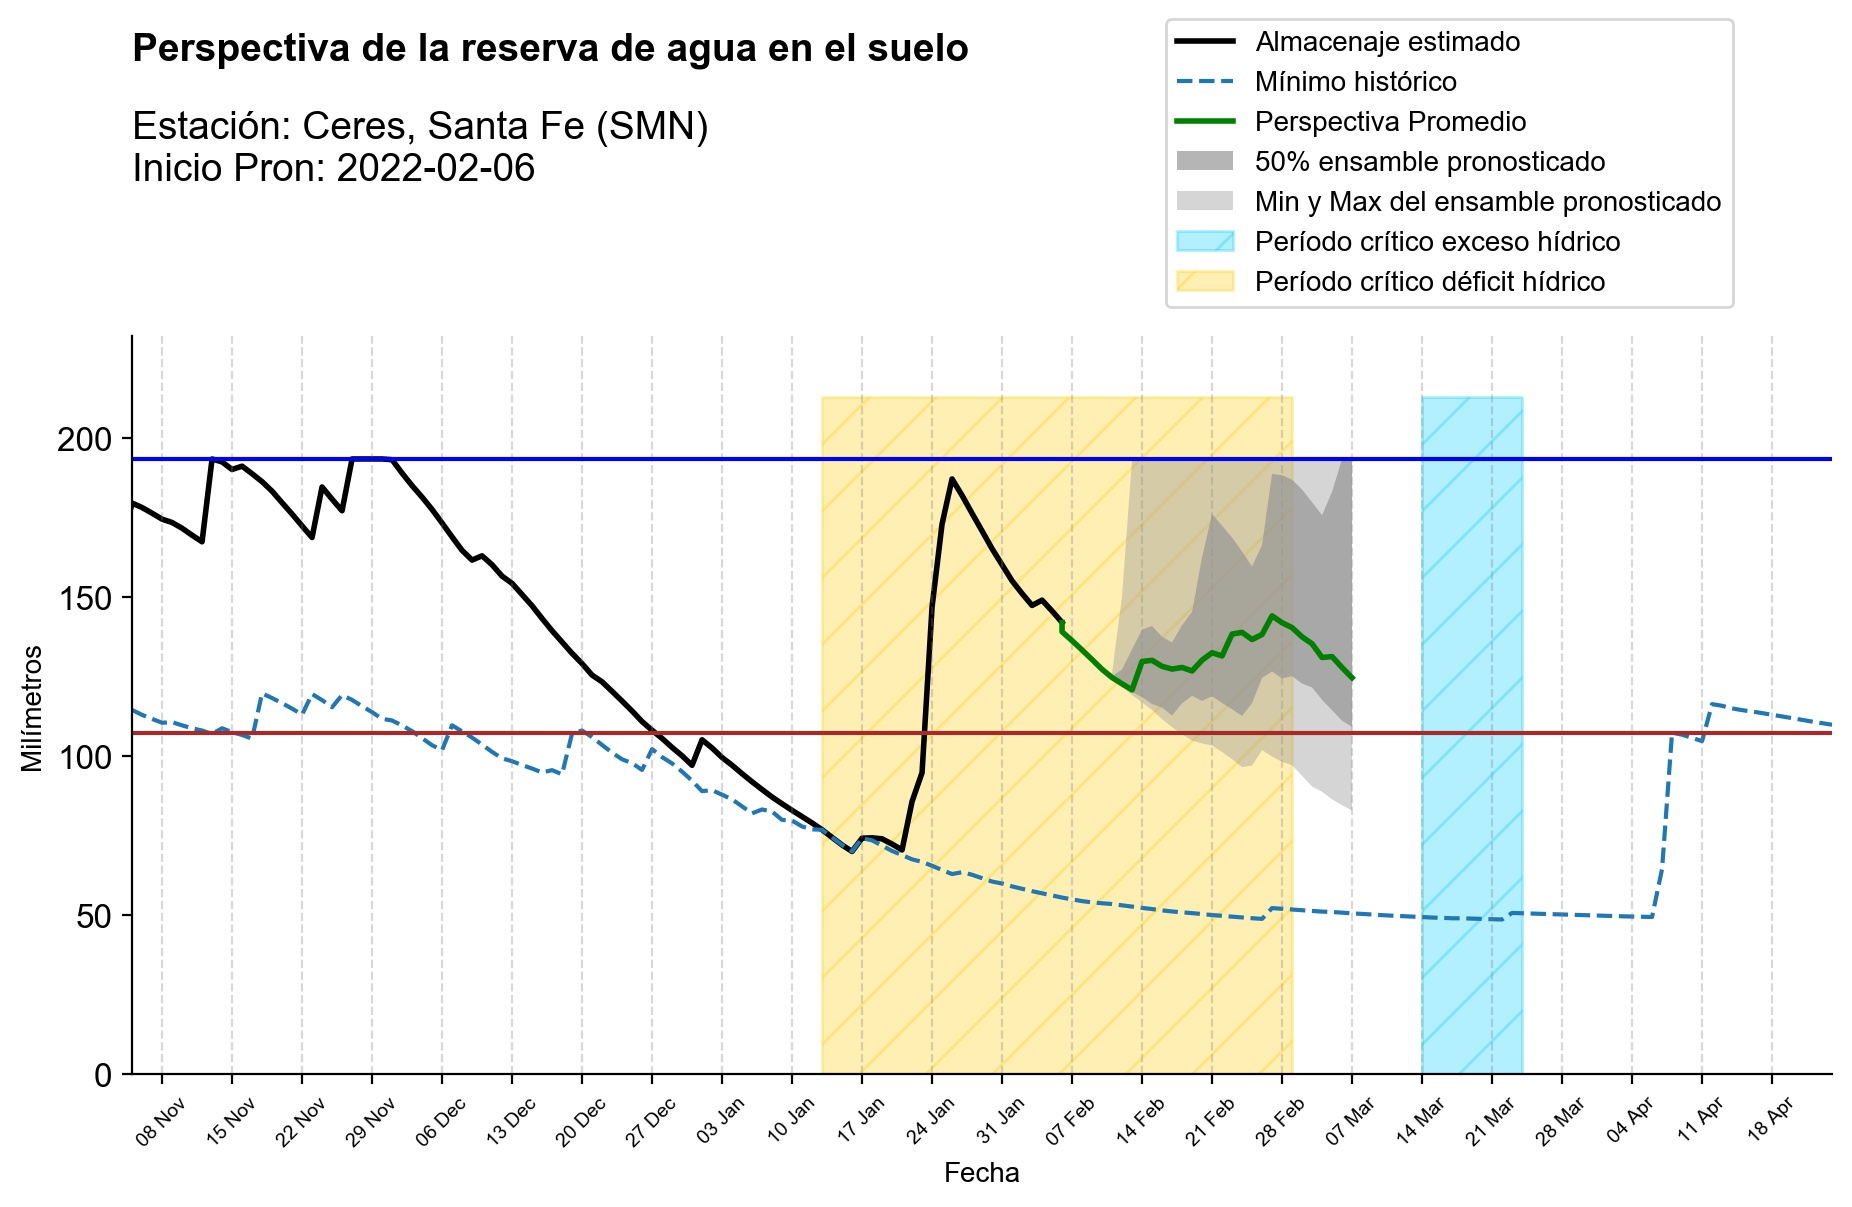 Perspectiva de la reserva de agua en el suelo
Estación: Ceres, Santa Fe (SMN)
Inicio Pron: 2022-02-06
Almacenaje estimado
Mínimo histórico
Perspectiva Promedio
50% ensamble pronosticado
Min y Max del ensamble pronosticado
Período crítico exceso hídrico
Período crítico déficit hídrico
Milímetros
200
150
100
50
0
08 Nov
15 Nov
22 Nov
29 Nov
06 Dec
13 Dec
20 Dec
27 Dec
03 Jan
10 Jan
17 Jan
24 Jan
31 Jan
07 Feb
14 Feb
21 Feb
28 Feb
07 Mar
14 Mar
21 Mar
28 Mar
04 Apr
11 Apr
18 Apr
Fecha